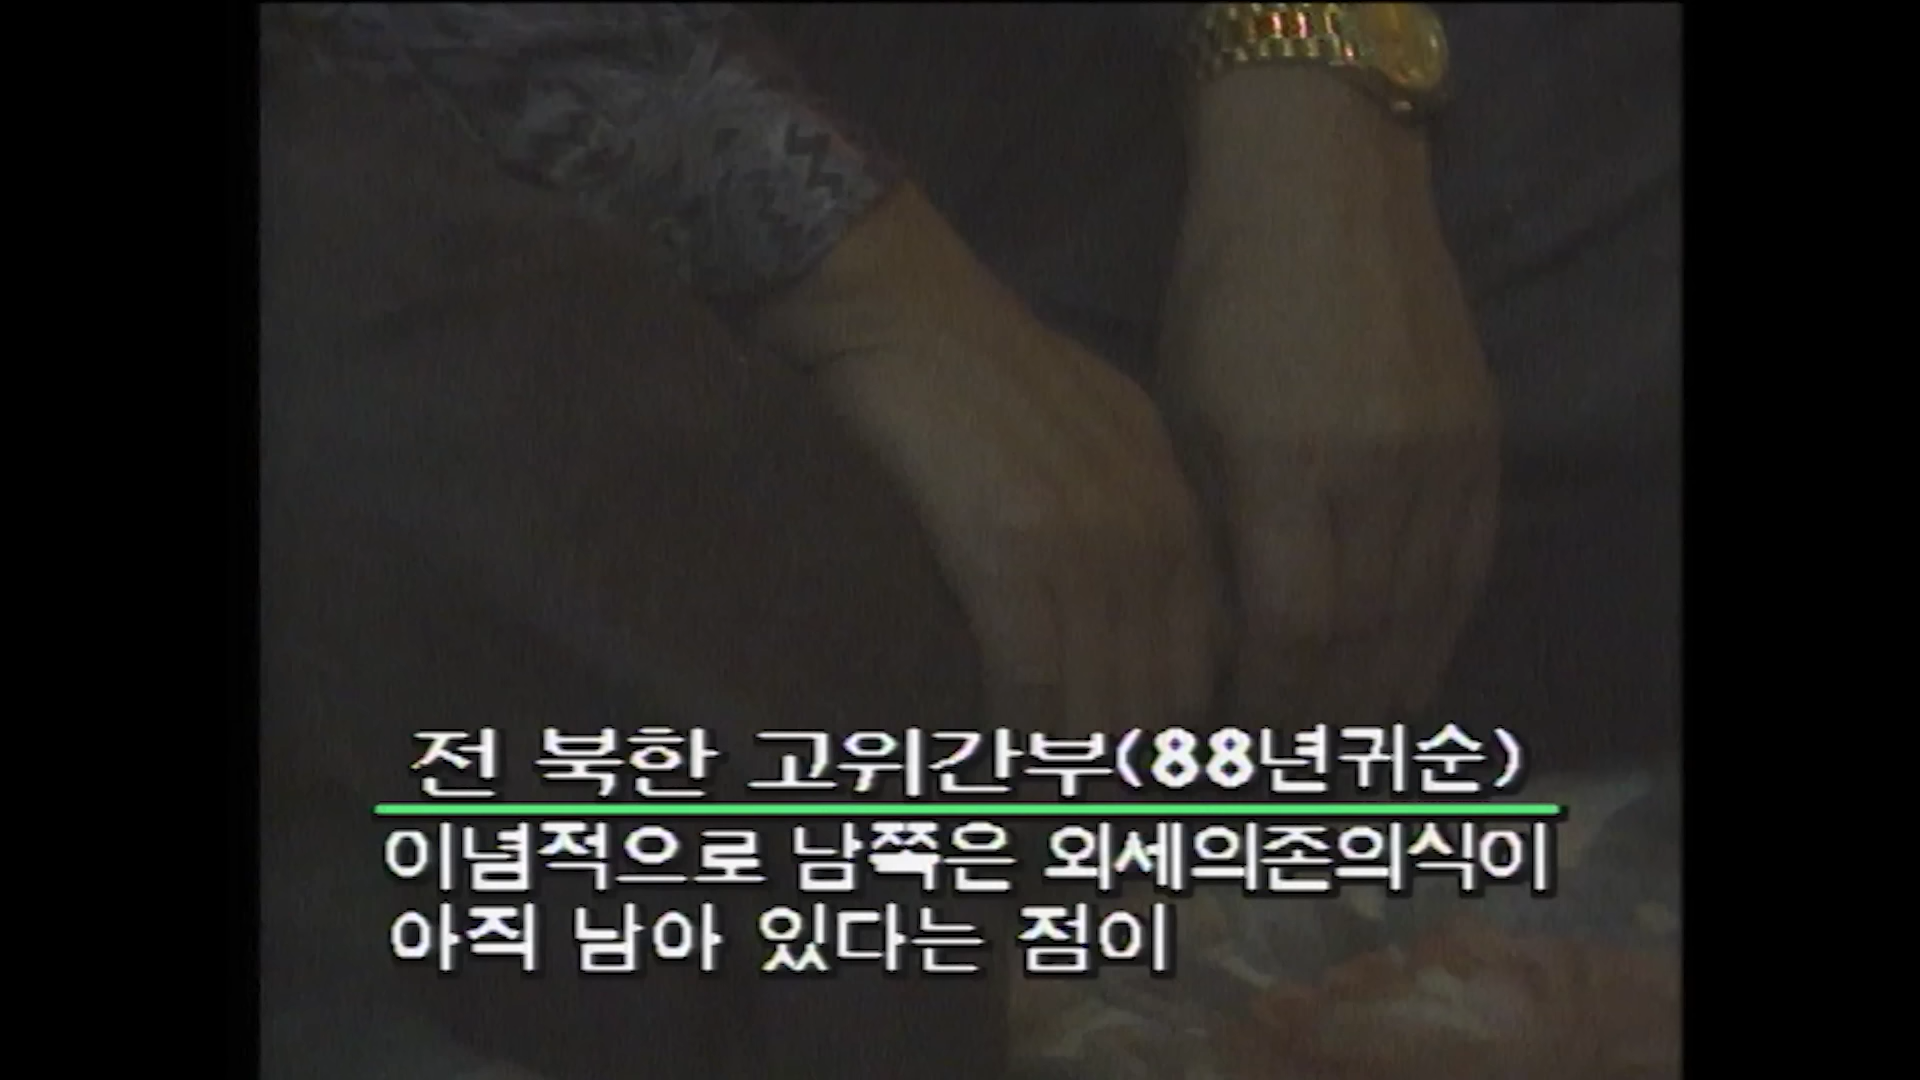 전 북한 고위간부(88년귀순)
이념적으로 남쪽은 외세의존의식이
아직 남아 있다는 점이